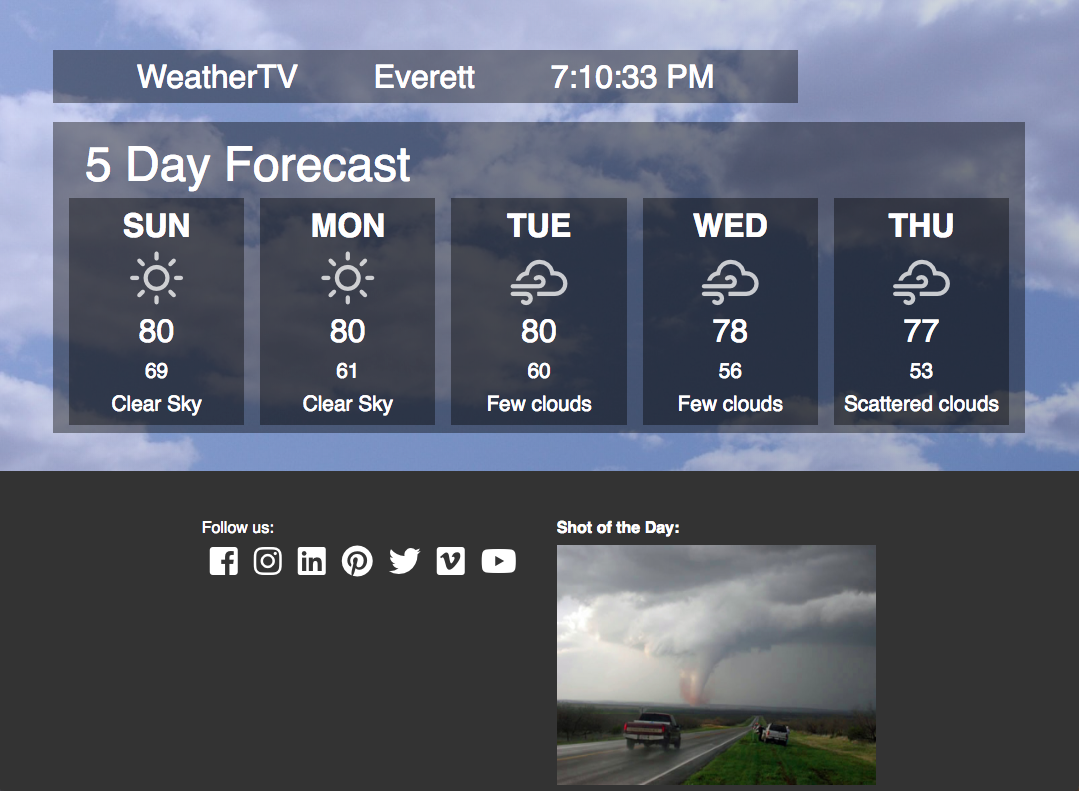 WeatherTV Everett 7:10:33 PM
5 Day Forecast
SUN MON TUE WED THU
80 80 80 78 77
69 61 60 56 53
Clear Sky Clear Sky Few clouds Few clouds Scattered clouds
Follow us: Shot of the Day: